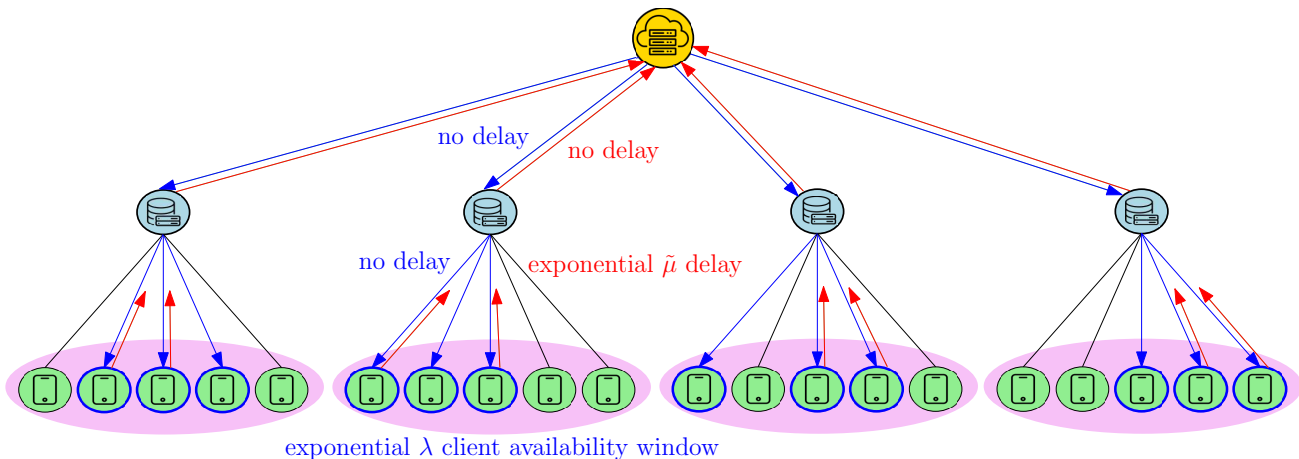 no delay
no delay
no delay
exponential μ̃ delay
exponential λ client availability window